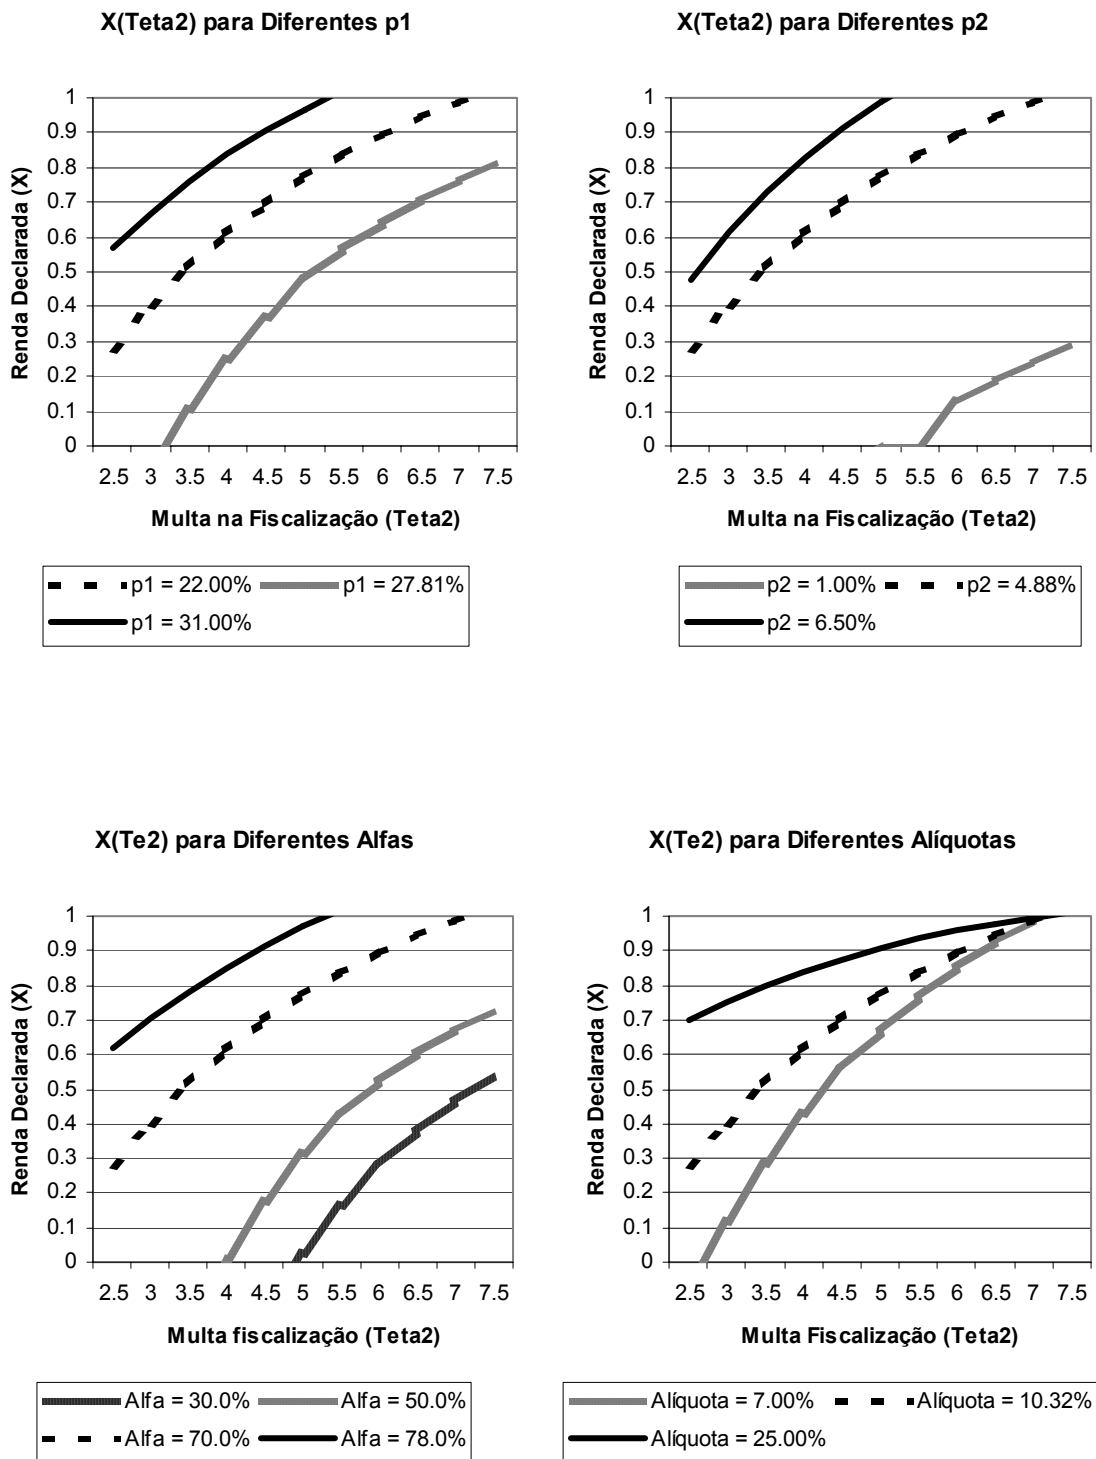 X(Teta2) para Diferentes p1
1
0.9
0.8
0.7
0.6
0.5
0.4
0.3
0.2
0.1
0
Renda Declarada (X)
2.5 3 3.5 4 4.5 5 5.5 6 6.5 7 7.5
Multa na Fiscalização (Teta2)
p1 = 22.00% p1 = 27.81%
p1 = 31.00%
X(Teta2) para Diferentes p2
1
0.9
0.8
0.7
0.6
0.5
0.4
0.3
0.2
0.1
0
Renda Declarada (X)
2.5 3 3.5 4 4.5 5 5.5 6 6.5 7 7.5
Multa na Fiscalização (Teta2)
p2 = 1.00% p2 = 4.88%
p2 = 6.50%
X(Te2) para Diferentes Alfas
1
0.9
0.8
0.7
0.6
0.5
0.4
0.3
0.2
0.1
0
Renda Declarada (X)
2.5 3 3.5 4 4.5 5 5.5 6 6.5 7 7.5
Multa fiscalização (Teta2)
Alfa = 30.0% Alfa = 50.0%
Alfa = 70.0% Alfa = 78.0%
X(Te2) para Diferentes Alíquotas
1
0.9
0.8
0.7
0.6
0.5
0.4
0.3
0.2
0.1
0
Renda Declarada (X)
2.5 3 3.5 4 4.5 5 5.5 6 6.5 7 7.5
Multa Fiscalização (Teta2)
Alíquota = 7.00% Alíquota = 10.32%
Alíquota = 25.00%